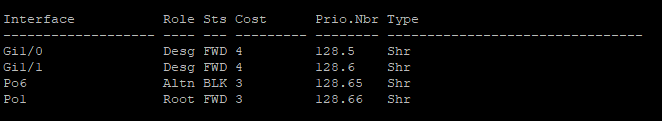 Interface           Role Sts Cost      Prio.Nbr Type
------------------- ---- --- --------- -------- --------------------------------
Gi1/0               Desg FWD 4         128.5    Shr
Gi1/1               Desg FWD 4         128.6    Shr
Po6                 Altn BLK 3         128.65   Shr
Po1                 Root FWD 3         128.66   Shr